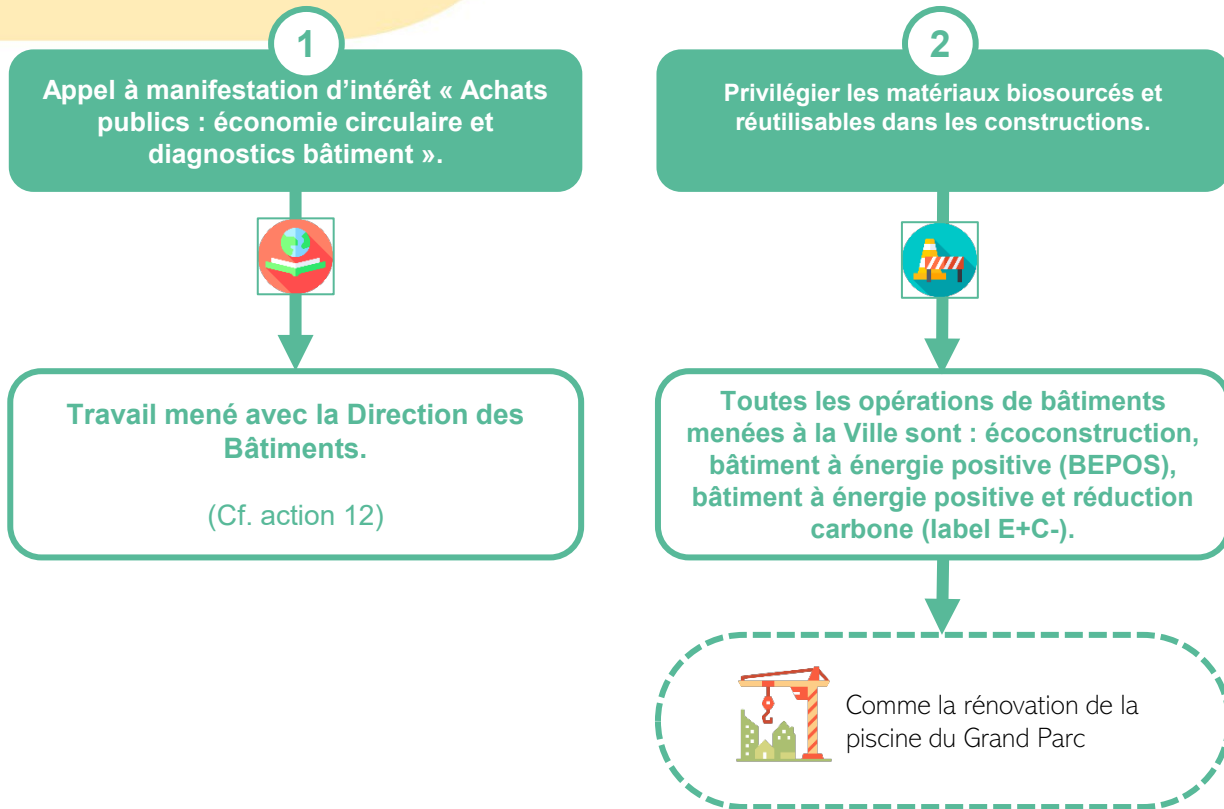 1
Appel à manifestation d'intérêt « Achats
publics : économie circulaire et
diagnostics bâtiment ».
Travail mené avec la Direction des
Bâtiments.
(Cf. action 12)
2
Privilégier les matériaux biosourcés et
réutilisables dans les constructions.
Toutes les opérations de bâtiments
menées à la Ville sont : écoconstruction,
bâtiment à énergie positive (BEPOS),
bâtiment à énergie positive et réduction
carbone (label E+C-).
Comme la rénovation de la
piscine du Grand Parc